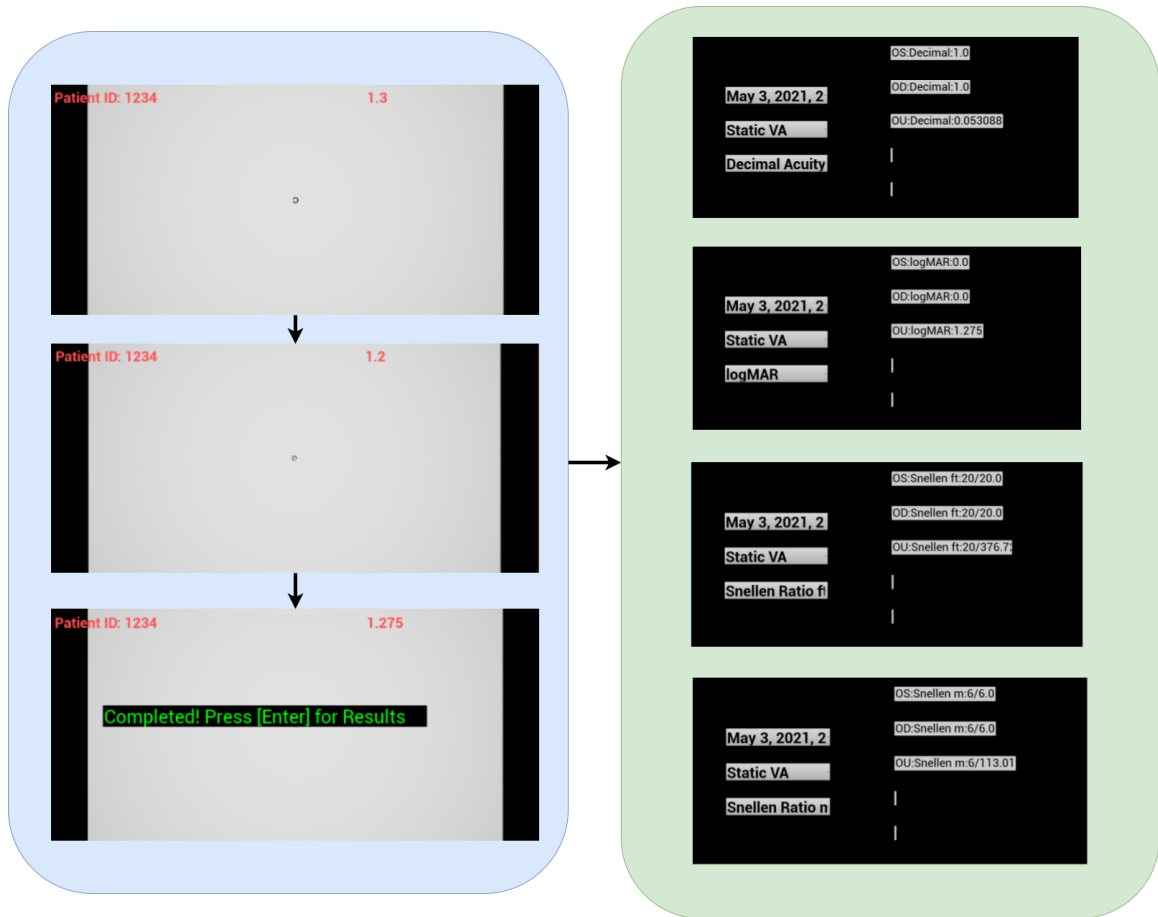 Patient ID: 1234 1.3
Patient ID: 1234 1.2
Patient ID: 1234 1.275
Completed! Press [Enter] for Results
OS:Decimal:1.0
OD:Decimal:1.0
May 3, 2021, 2
OU:Decimal:0.053088
Static VA
Decimal Acuity
OS:logMAR:0.0
OD:logMAR:0.0
May 3, 2021, 2
OU:logMAR:1.275
Static VA
logMAR
OS:Snellen ft:20/20.0
OD:Snellen ft:20/20.0
May 3, 2021, 2
OU:Snellen ft:20/376.72
Static VA
Snellen Ratio f
OS:Snellen m:6/6.0
OD:Snellen m:6/6.0
May 3, 2021, 2
OU:Snellen m:6/113.01
Static VA
Snellen Ratio m